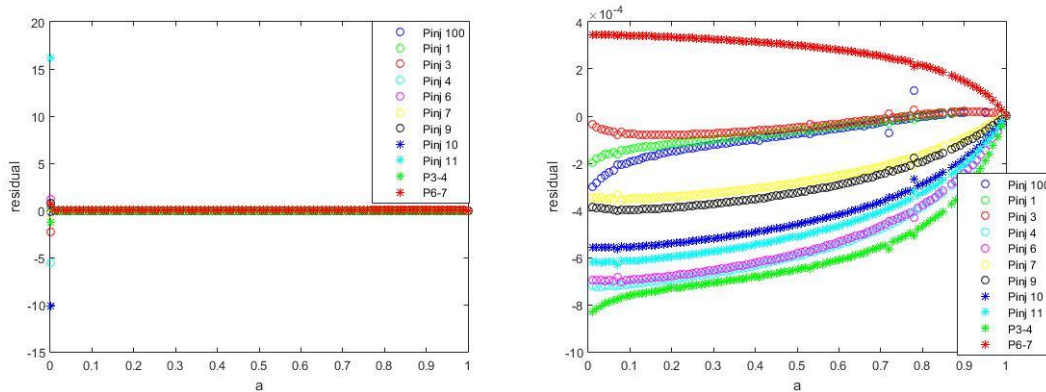 20
15
10
5
0
-5
-10
-15
residual
0
0.1
0.2
0.3
0.4
0.5
0.6
0.7
0.8
0.9
1
a
Pinj 100
Pinj 1
Pinj 3
Pinj 4
Pinj 6
Pinj 7
Pinj 9
Pinj 10
Pinj 11
P3-4
P6-7
×10⁻⁴
4
2
0
-2
-4
-6
-8
-10
residual
0
0.1
0.2
0.3
0.4
0.5
0.6
0.7
0.8
0.9
1
a
Pinj 100
Pinj 1
Pinj 3
Pinj 4
Pinj 6
Pinj 7
Pinj 9
Pinj 10
Pinj 11
P3-4
P6-7